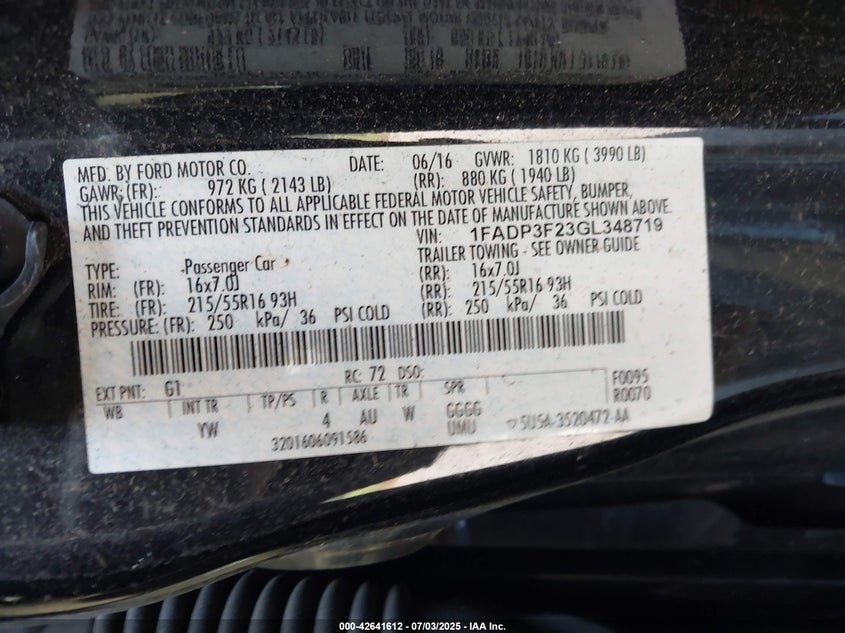 MFD. BY FORD MOTOR CO. DATE: 06/16 GVWR: 1810 KG ( 3990 LB)
GAWR: (FR): 972 KG ( 2143 LB) (RR): 880 KG ( 1940 LB)
THIS VEHICLE CONFORMS TO ALL APPLICABLE FEDERAL MOTOR VEHICLE SAFETY, BUMPER,
AND THEFT PREVENTION STANDARDS IN EFFECT ON THE DATE OF MANUFACTURE SHOWN ABOVE.
VIN: 1FADP3F23GL348719
TYPE: Passenger Car TRAILER TOWING - SEE OWNER GUIDE
RIM: (FR): 16x7.0J (RR): 16x7.0J
TIRE: (FR): 215/55R16 93H (RR): 215/55R16 93H
PRESSURE: (FR): 250 kPa/ 36 PSI COLD (RR): 250 kPa/ 36 PSI COLD
EXT PNT: G1 RC: 72 DSO: F0095
WB INT TR TP/PS R AXLE TR SPR R0070
YW 4 AU W GGGG
UMU 5U5A-3520472-AA
3201606091586
000-42641612 / 07/03/2025 - IAA Inc.